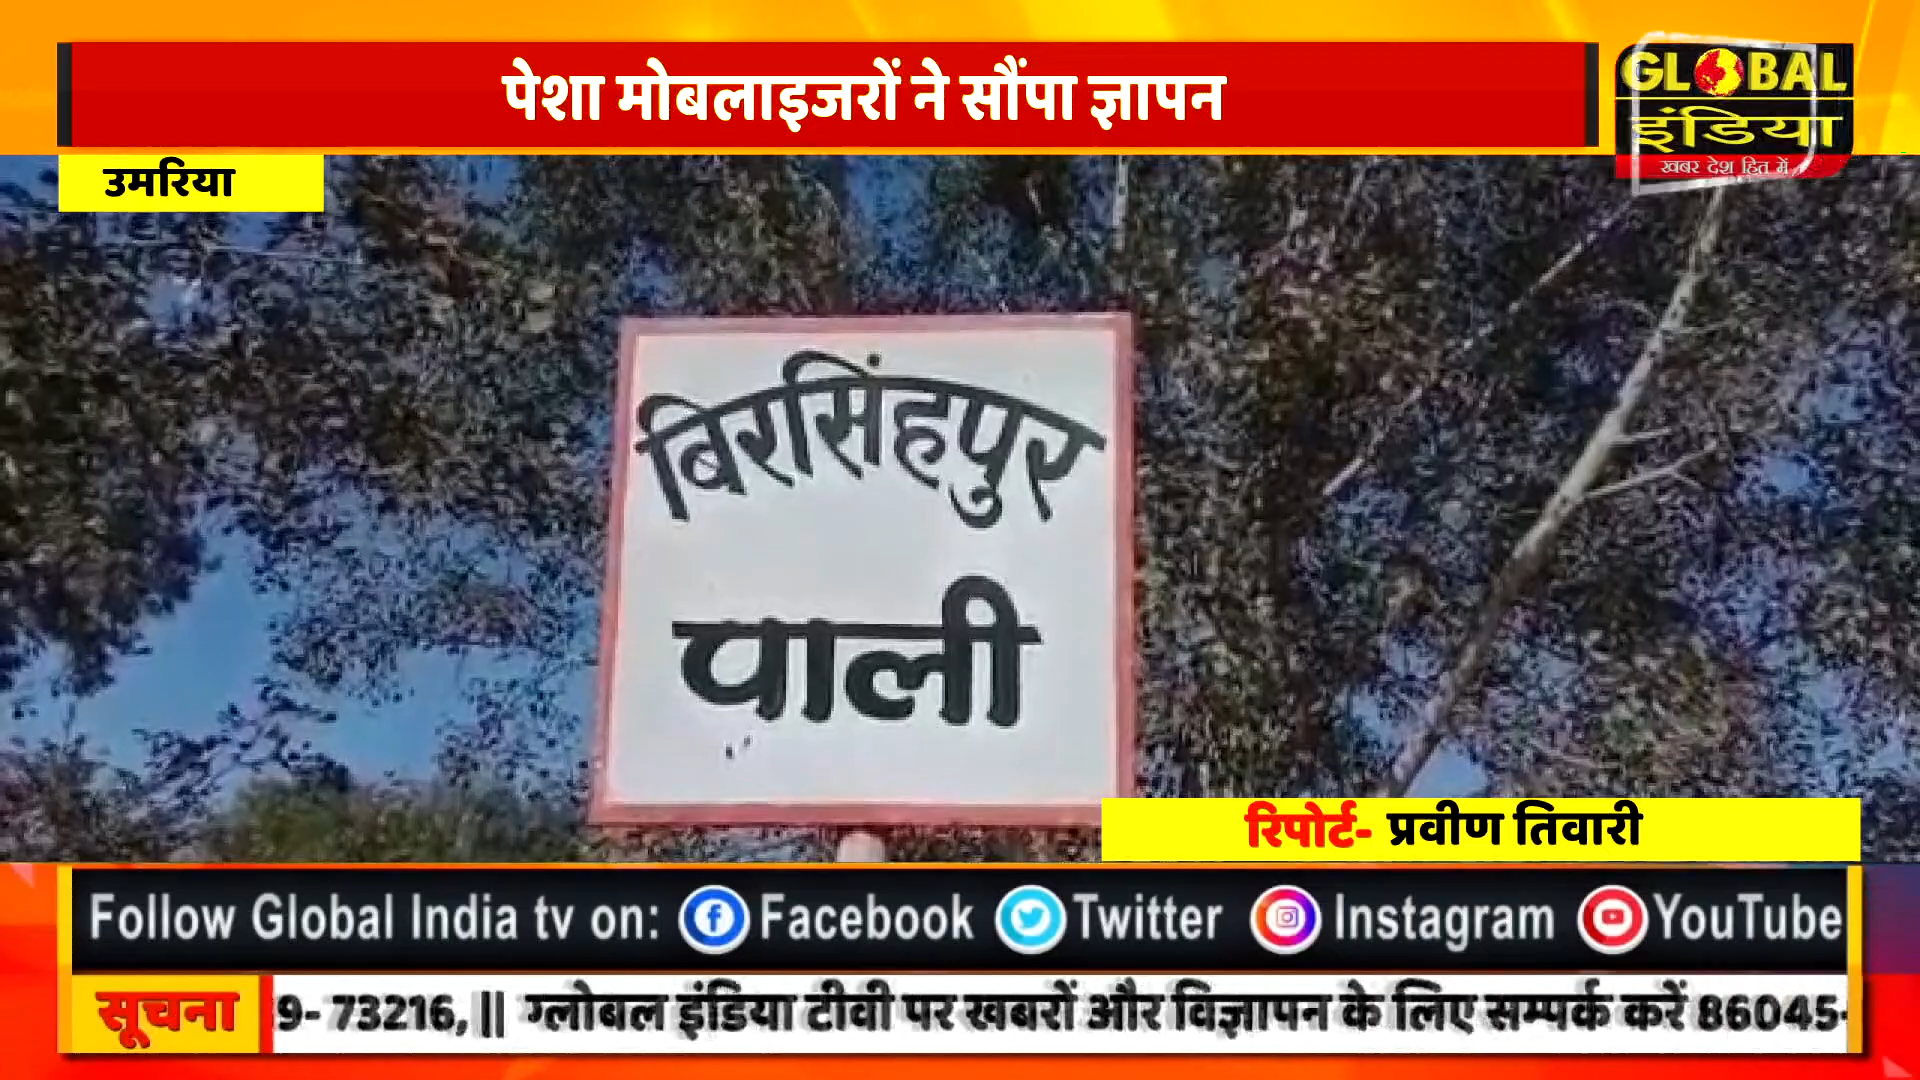 पेशा मोबलाइजरों ने सौंपा ज्ञापन
GLOBAL
इंडिया
खबर देश हित में
उमरिया
बिरसिंहपुर
पाली
रिपोर्ट- प्रवीण तिवारी
Follow Global India tv on: Facebook Twitter Instagram YouTube
सूचना 9- 73216, || ग्लोबल इंडिया टीवी पर खबरों और विज्ञापन के लिए सम्पर्क करें 86045-